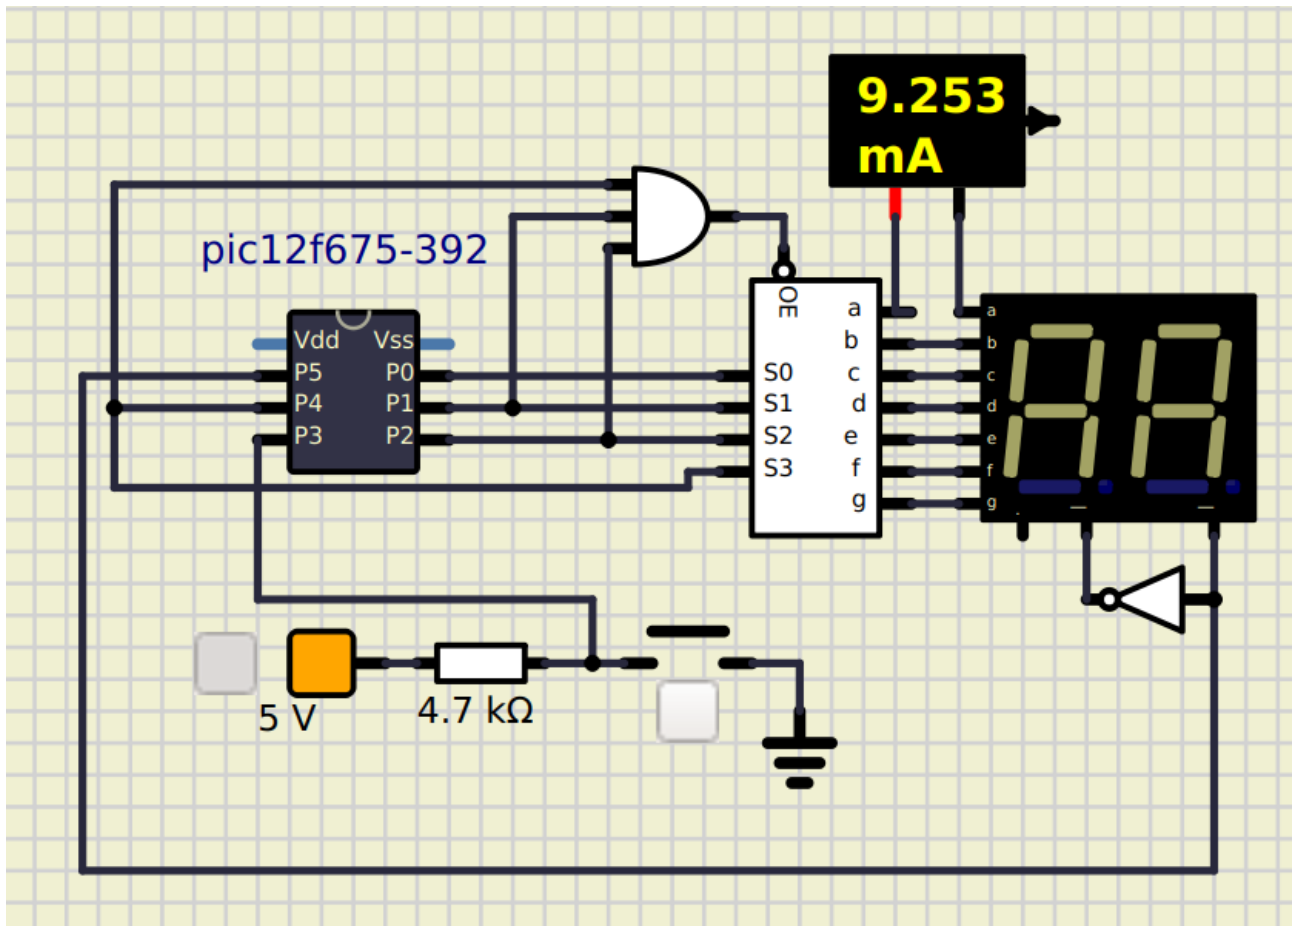 9.253
mA
pic12f675-392
Vdd Vss
P5 P0
P4 P1
P3 P2
OE
S0
S1
S2
S3
a
b
c
d
e
f
g
a
b
c
d
e
f
g
5 V
4.7 kΩ